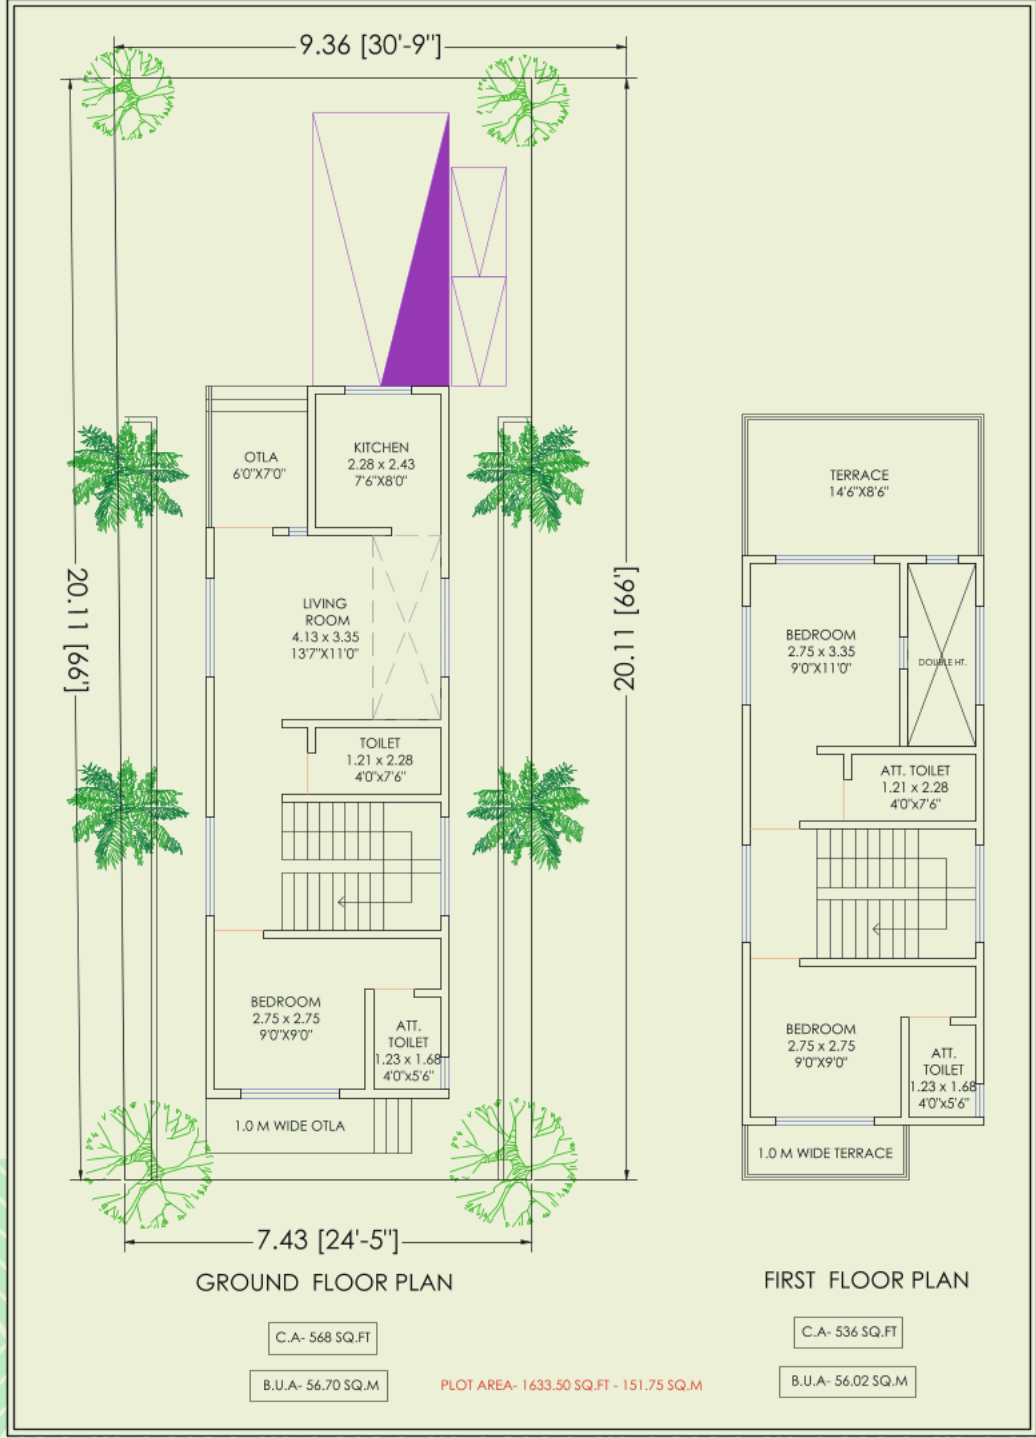 9.36 [30'-9"]
OTLA
6'0"X7'0"
KITCHEN
2.28 x 2.43
7'6"X8'0"
TERRACE
14'6"X8'6"
20.11 [66']
20.11 [66']
LIVING
ROOM
4.13 x 3.35
13'7"X11'0"
BEDROOM
2.75 x 3.35
9'0"X11'0"
DOUBLE HT.
TOILET
1.21 x 2.28
4'0"x7'6"
ATT. TOILET
1.21 x 2.28
4'0"x7'6"
BEDROOM
2.75 x 2.75
9'0"X9'0"
ATT.
TOILET
1.23 x 1.68
4'0"x5'6"
BEDROOM
2.75 x 2.75
9'0"X9'0"
ATT.
TOILET
1.23 x 1.68
4'0"x5'6"
1.0 M WIDE OTLA
1.0 M WIDE TERRACE
7.43 [24'-5"]
GROUND FLOOR PLAN
FIRST FLOOR PLAN
C.A- 568 SQ.FT
C.A- 536 SQ.FT
B.U.A- 56.70 SQ.M
PLOT AREA- 1633.50 SQ.FT - 151.75 SQ.M
B.U.A- 56.02 SQ.M